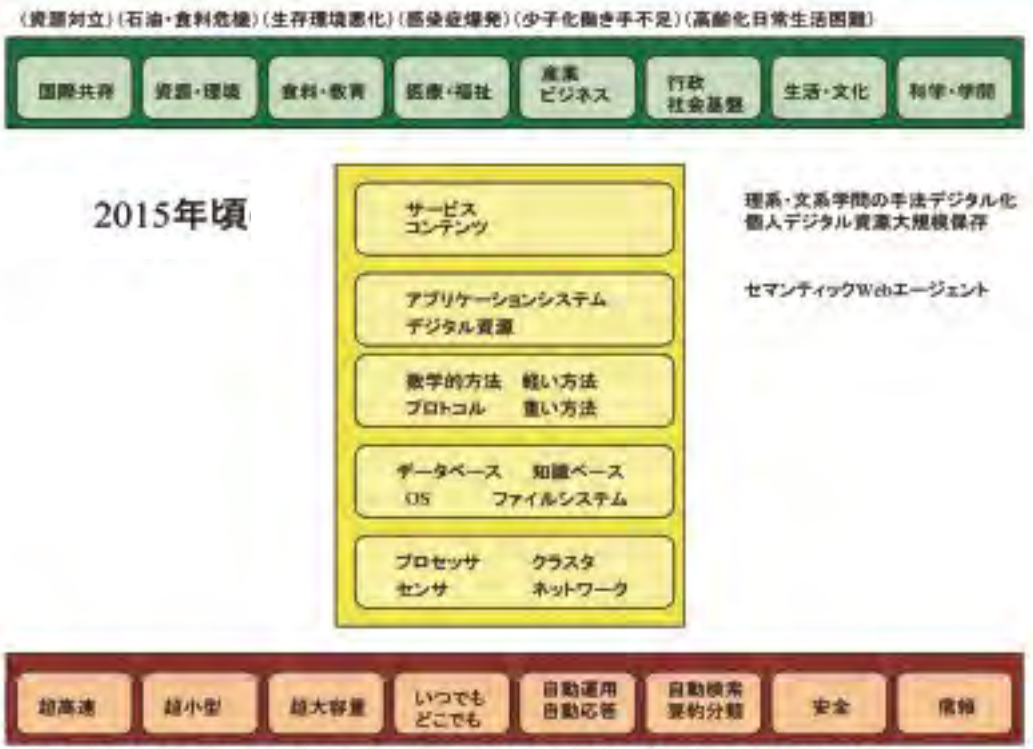 (資源対立)(石油・食料危機)(生存環境悪化)(感染症爆発)(少子化働き手不足)(高齢化日常生活困難)
国際共存
資源・環境
食料・教育
医療・福祉
産業
ビジネス
行政
社会基盤
生活・文化
科学・学問
2015年頃
サービス
コンテンツ
理系・文系学問の手法デジタル化
個人デジタル資源大規模保存
セマンティックWebエージェント
アプリケーションシステム
デジタル資源
数学的方法 軽い方法
プロトコル 重い方法
データベース 知識ベース
OS ファイルシステム
プロセッサ クラスタ
センサ ネットワーク
超高速
超小型
超大容量
いつでも
どこでも
自動運用
自動応答
自動検索
要約分類
安全
信頼